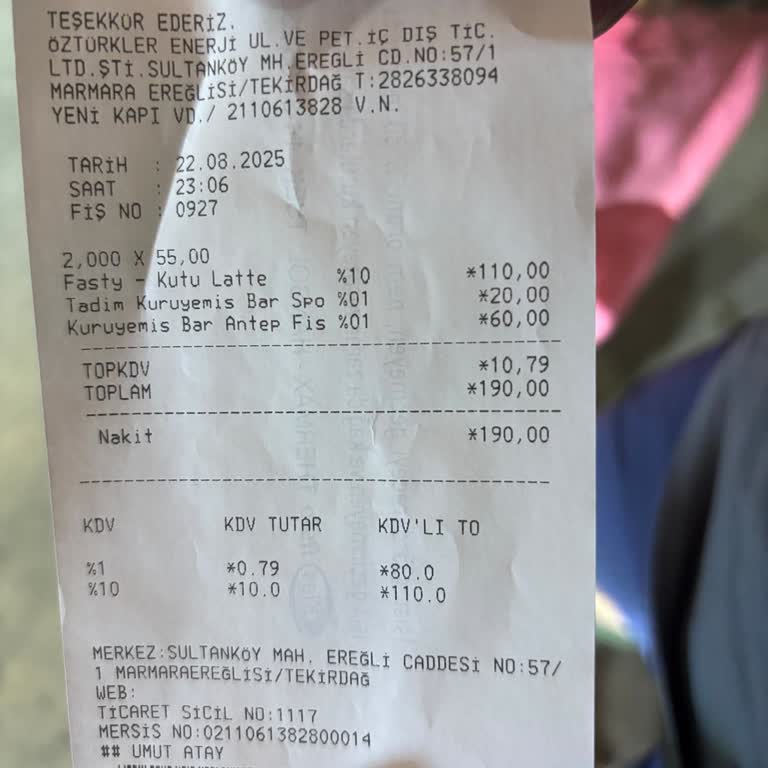 TEŞEKKÜR EDERİZ.
ÖZTÜRKLER ENERJİ UL.VE PET.İÇ DIŞ TİC.
LTD.ŞTİ.SULTANKÖY MH.EREĞLİ CD.NO:57/1
MARMARA EREĞLİSİ/TEKİRDAĞ T:2826338094
YENİ KAPI VD./ 2110613828 V.N.
TARİH : 22.08.2025
SAAT : 23:06
FİŞ NO : 0927
2,000 X 55,00
Fasty - Kutu Latte %10 *110,00
Tadim Kuruyemis Bar Spo %01 *20,00
Kuruyemis Bar Antep Fis %01 *60,00
TOPKDV *10,79
TOPLAM *190,00
Nakit *190,00
KDV KDV TUTAR KDV'LI TO
%1 *0.79 *80.0
%10 *10.0 *110.0
MERKEZ:SULTANKÖY MAH. EREĞLİ CADDESİ NO:57/
1 MARMARAEREĞLİSİ/TEKİRDAĞ
WEB:
TİCARET SİCİL NO:1117
MERSİS NO:0211061382800014
## UMUT ATAY